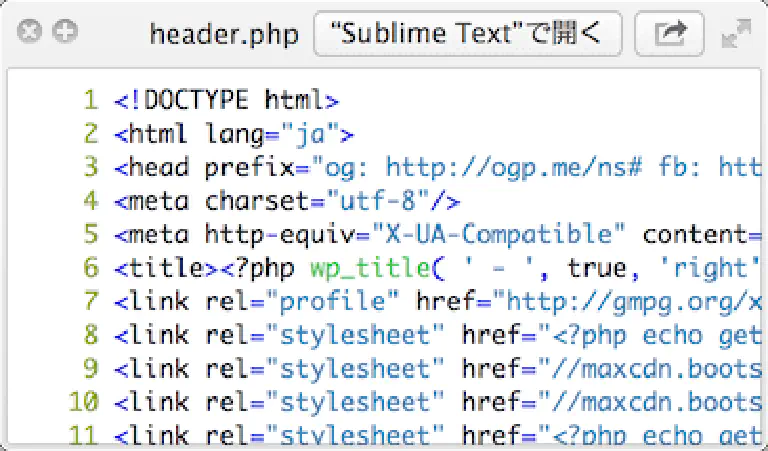 header.php “Sublime Text”で開く
1 <!DOCTYPE html>
2 <html lang="ja">
3 <head prefix="og: http://ogp.me/ns# fb: htt
4 <meta charset="utf-8"/>
5 <meta http-equiv="X-UA-Compatible" content=
6 <title><?php wp_title( ' - ', true, 'right'
7 <link rel="profile" href="http://gmpg.org/x
8 <link rel="stylesheet" href="<?php echo get
9 <link rel="stylesheet" href="//maxcdn.boots
10 <link rel="stylesheet" href="//maxcdn.boots
11 <link rel="stylesheet" href="<?php echo get